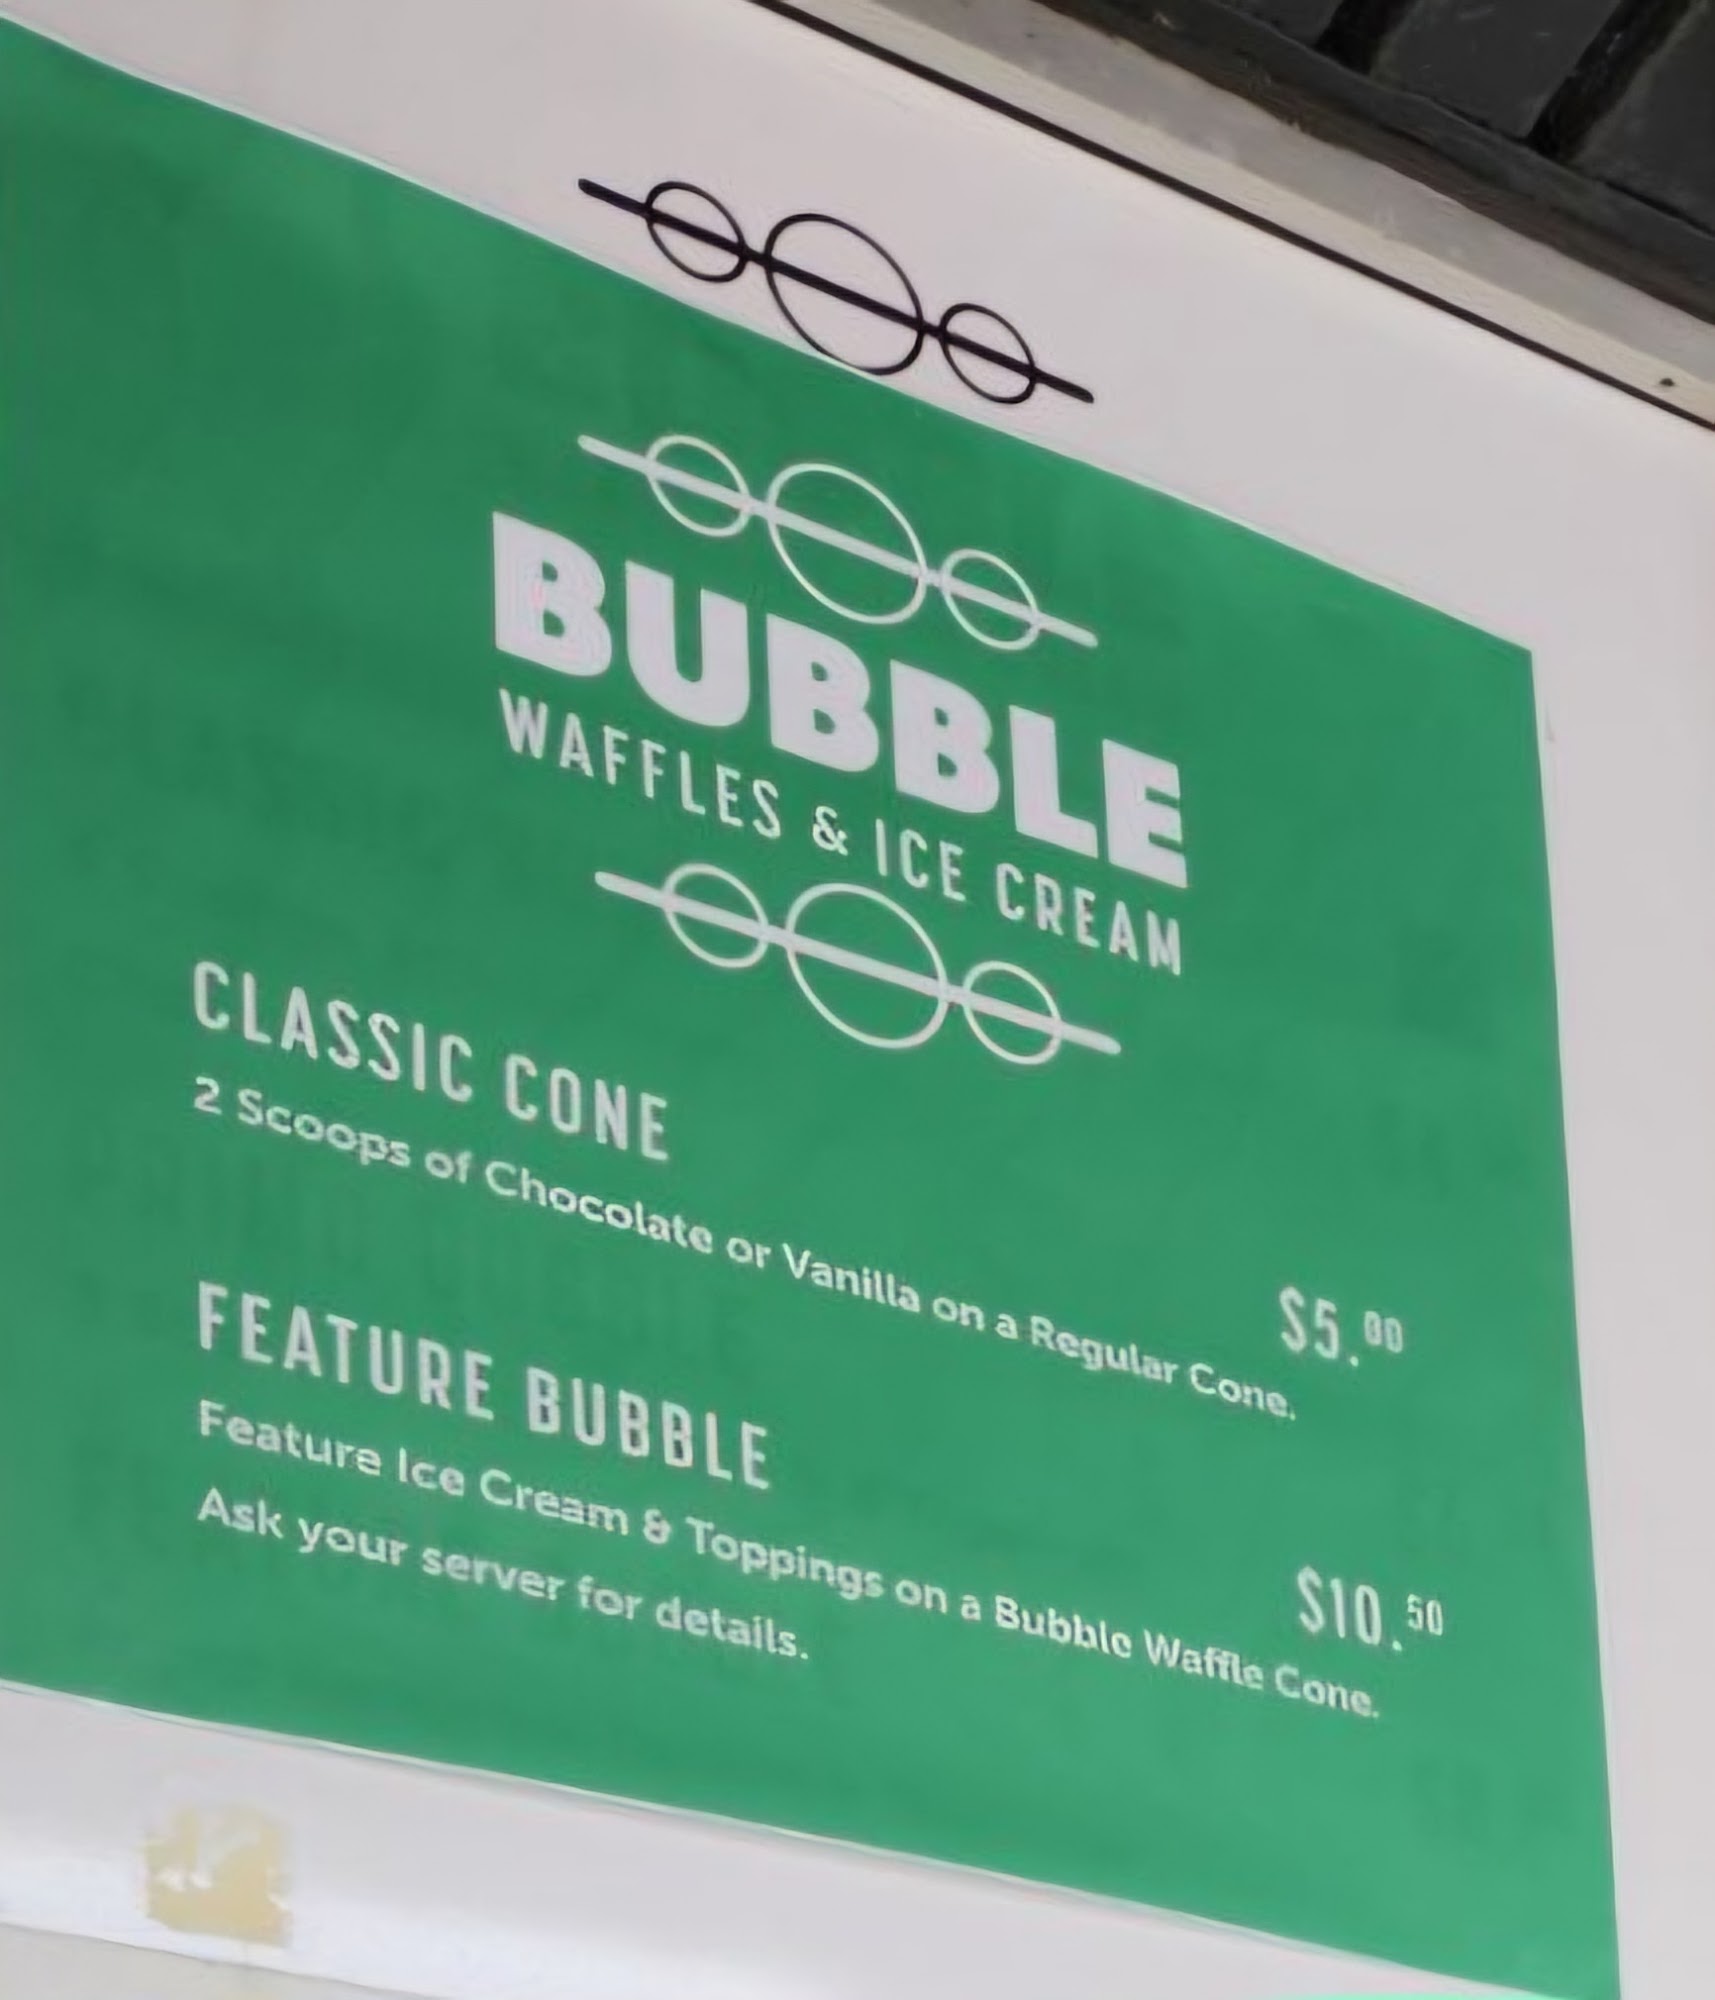 BUBBLE
WAFFLES & ICE CREAM
CLASSIC CONE
2 Scoops of Chocolate or Vanilla on a Regular Cone.
$5.00
FEATURE BUBBLE
Feature Ice Cream & Toppings on a Bubble Waffle Cone.
$10.50
Ask your server for details.